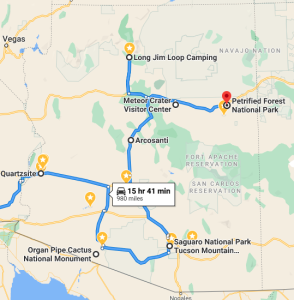 Vegas
Long Jim Loop Camping
NAVAJO NATION
Meteor Crater
Visitor Center
Petrified Forest
National Park
Arcosanti
FORT APACHE
RESERVATION
Quartzsite
15 hr 41 min
980 miles
SAN CARLOS
RESERVATION
Organ Pipe Cactus
National Monument
Saguaro National Park
Tucson Mountain...
Nogales